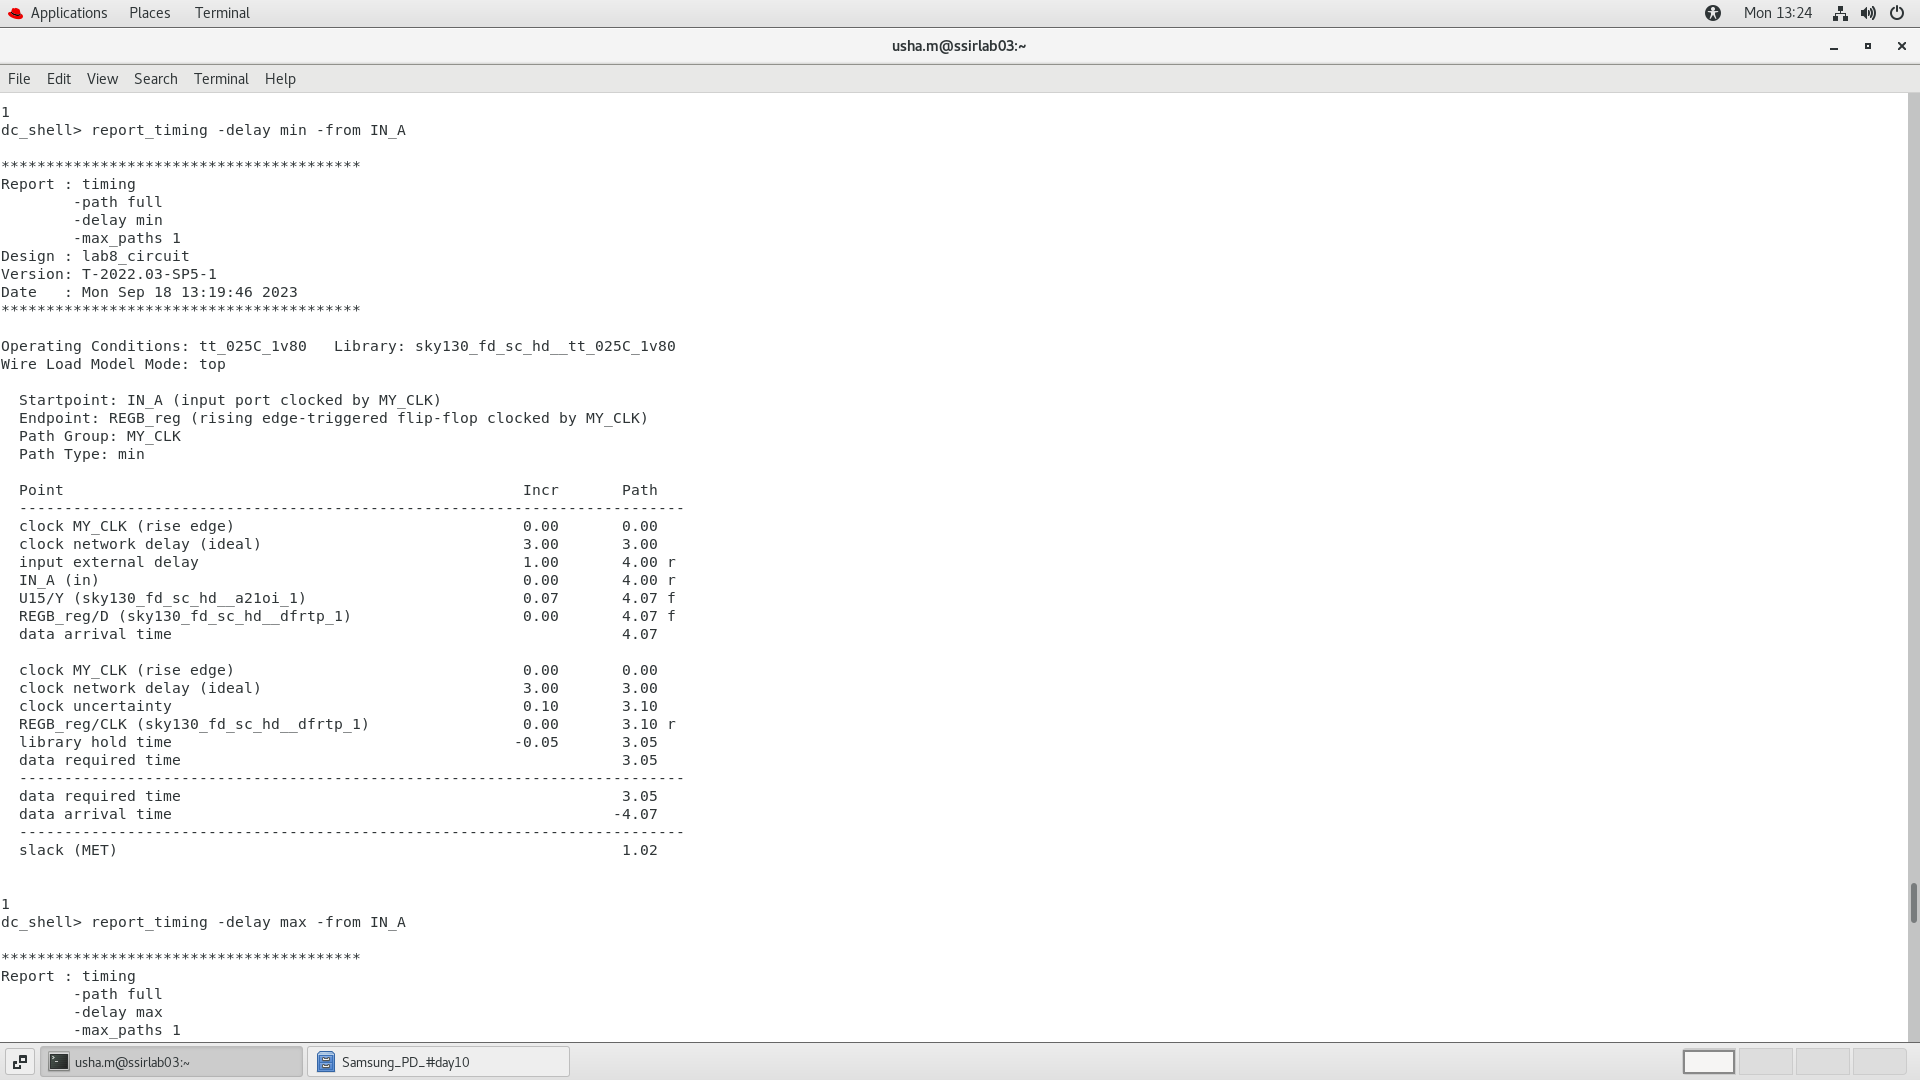 Applications Places Terminal Mon 13:24
usha.m@ssirlab03:~
File Edit View Search Terminal Help
1
dc_shell> report_timing -delay min -from IN_A
****************************************
Report : timing
        -path full
        -delay min
        -max_paths 1
Design : lab8_circuit
Version: T-2022.03-SP5-1
Date   : Mon Sep 18 13:19:46 2023
****************************************
Operating Conditions: tt_025C_1v80   Library: sky130_fd_sc_hd__tt_025C_1v80
Wire Load Model Mode: top
  Startpoint: IN_A (input port clocked by MY_CLK)
  Endpoint: REGB_reg (rising edge-triggered flip-flop clocked by MY_CLK)
  Path Group: MY_CLK
  Path Type: min
  Point                                                   Incr       Path
  --------------------------------------------------------------------------
  clock MY_CLK (rise edge)                                0.00       0.00
  clock network delay (ideal)                             3.00       3.00
  input external delay                                    1.00       4.00 r
  IN_A (in)                                               0.00       4.00 r
  U15/Y (sky130_fd_sc_hd__a21oi_1)                        0.07       4.07 f
  REGB_reg/D (sky130_fd_sc_hd__dfrtp_1)                   0.00       4.07 f
  data arrival time                                                  4.07
  clock MY_CLK (rise edge)                                0.00       0.00
  clock network delay (ideal)                             3.00       3.00
  clock uncertainty                                       0.10       3.10
  REGB_reg/CLK (sky130_fd_sc_hd__dfrtp_1)                 0.00       3.10 r
  library hold time                                      -0.05       3.05
  data required time                                                 3.05
  --------------------------------------------------------------------------
  data required time                                                 3.05
  data arrival time                                                 -4.07
  --------------------------------------------------------------------------
  slack (MET)                                                        1.02
1
dc_shell> report_timing -delay max -from IN_A
****************************************
Report : timing
        -path full
        -delay max
        -max_paths 1
usha.m@ssirlab03:~ Samsung_PD_#day10